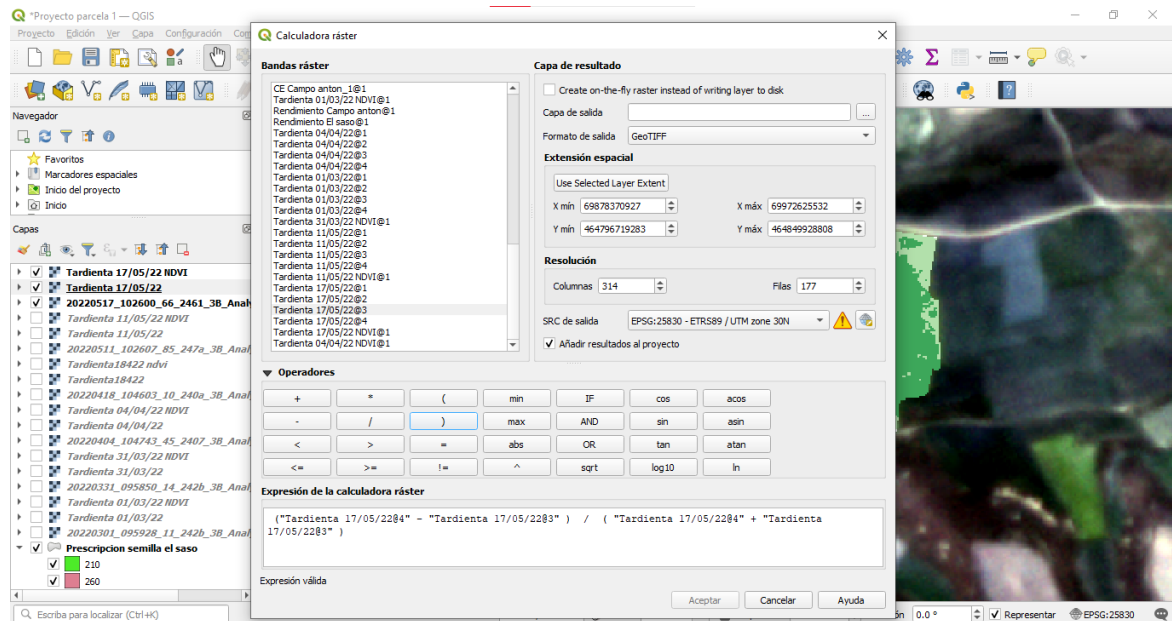 *Proyecto parcela 1 — QGIS
Proyecto Edición Ver Capa Configuración
Navegador
Favoritos
Marcadores espaciales
Inicio del proyecto
Inicio
Capas
Tardienta 17/05/22 NDVI
Tardienta 17/05/22
20220517_102600_66_2461_3B_Anal
Tardienta 11/05/22 NDVI
Tardienta 11/05/22
20220511_102607_85_247a_3B_Anal
Tardienta18422 ndvi
Tardienta18422
20220418_104603_10_240a_3B_Anal
Tardienta 04/04/22 NDVI
Tardienta 04/04/22
20220404_104743_45_2407_3B_Anal
Tardienta 31/03/22 NDVI
Tardienta 31/03/22
20220331_095850_14_242b_3B_Anal
Tardienta 01/03/22 NDVI
Tardienta 01/03/22
20220301_095928_11_242b_3B_Anal
Prescripcion semilla el saso
210
260
Escriba para localizar (Ctrl+K)
Calculadora ráster
Bandas ráster
CE Campo anton_1@1
Tardienta 01/03/22 NDVI@1
Rendimiento Campo anton@1
Rendimiento El saso@1
Tardienta 04/04/22@1
Tardienta 04/04/22@2
Tardienta 04/04/22@3
Tardienta 04/04/22@4
Tardienta 01/03/22@1
Tardienta 01/03/22@2
Tardienta 01/03/22@3
Tardienta 01/03/22@4
Tardienta 31/03/22 NDVI@1
Tardienta 11/05/22@1
Tardienta 11/05/22@2
Tardienta 11/05/22@3
Tardienta 11/05/22@4
Tardienta 11/05/22 NDVI@1
Tardienta 17/05/22@1
Tardienta 17/05/22@2
Tardienta 17/05/22@3
Tardienta 17/05/22@4
Tardienta 17/05/22 NDVI@1
Tardienta 04/04/22 NDVI@1
Capa de resultado
Create on-the-fly raster instead of writing layer to disk
Capa de salida ...
Formato de salida GeoTIFF
Extensión espacial
Use Selected Layer Extent
X mín 69878370927 X máx 69972625532
Y mín 464796719283 Y máx 464849928808
Resolución
Columnas 314 Filas 177
SRC de salida EPSG:25830 - ETRS89 / UTM zone 30N
Añadir resultados al proyecto
Operadores
+ * ( min IF cos acos
- / ) max AND sin asin
< > = abs OR tan atan
<= >= != ^ sqrt log10 ln
Expresión de la calculadora ráster
("Tardienta 17/05/22@4" - "Tardienta 17/05/22@3" ) / ( "Tardienta 17/05/22@4" + "Tardienta
17/05/22@3" )
Expresión válida
Aceptar Cancelar Ayuda
0.0 ° Representar EPSG:25830